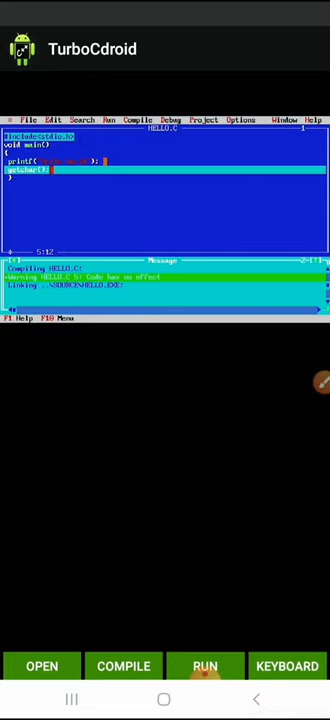 TurboCdroid
File Edit Search Run Compile Debug Project Options Window Help
HELLO.C 1
#include<stdio.h>
void main()
{
printf( );
getchar();
}
5:12
Message 2
Compiling HELLO.C:
Warning HELLO.C 5: Code has no effect
Linking ..\SOURCE\HELLO.EXE:
F1 Help F10 Menu
OPEN COMPILE RUN KEYBOARD